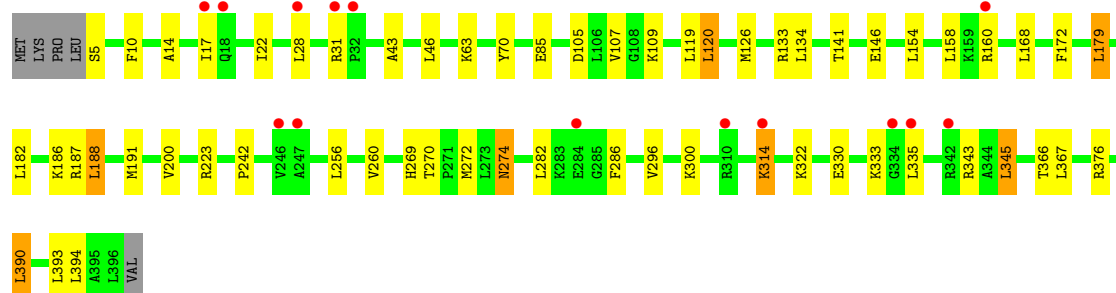 MET LYS PRO LEU S5 F10 A14 I17 Q18 I22 L28 R31 P32 A43 L46 K63 Y70 E85 D105 L106 V107 G108 K109 L119 L120 M126 R133 L134 T141 E146 L154 L158 K159 R160 L168 F172 L179
L182 K186 R187 L188 M191 V200 R223 P242 V246 A247 L256 V260 H269 T270 P271 M272 L273 N274 L282 K283 E284 G285 F286 V296 K300 R310 K314 K322 E330 K333 G334 L335 R342 R343 A344 L345 T366 L367 R376
L390 L393 L394 A395 L396 VAL